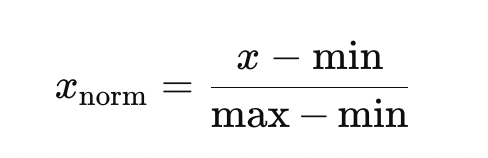 x_norm = (x − min) / (max − min)